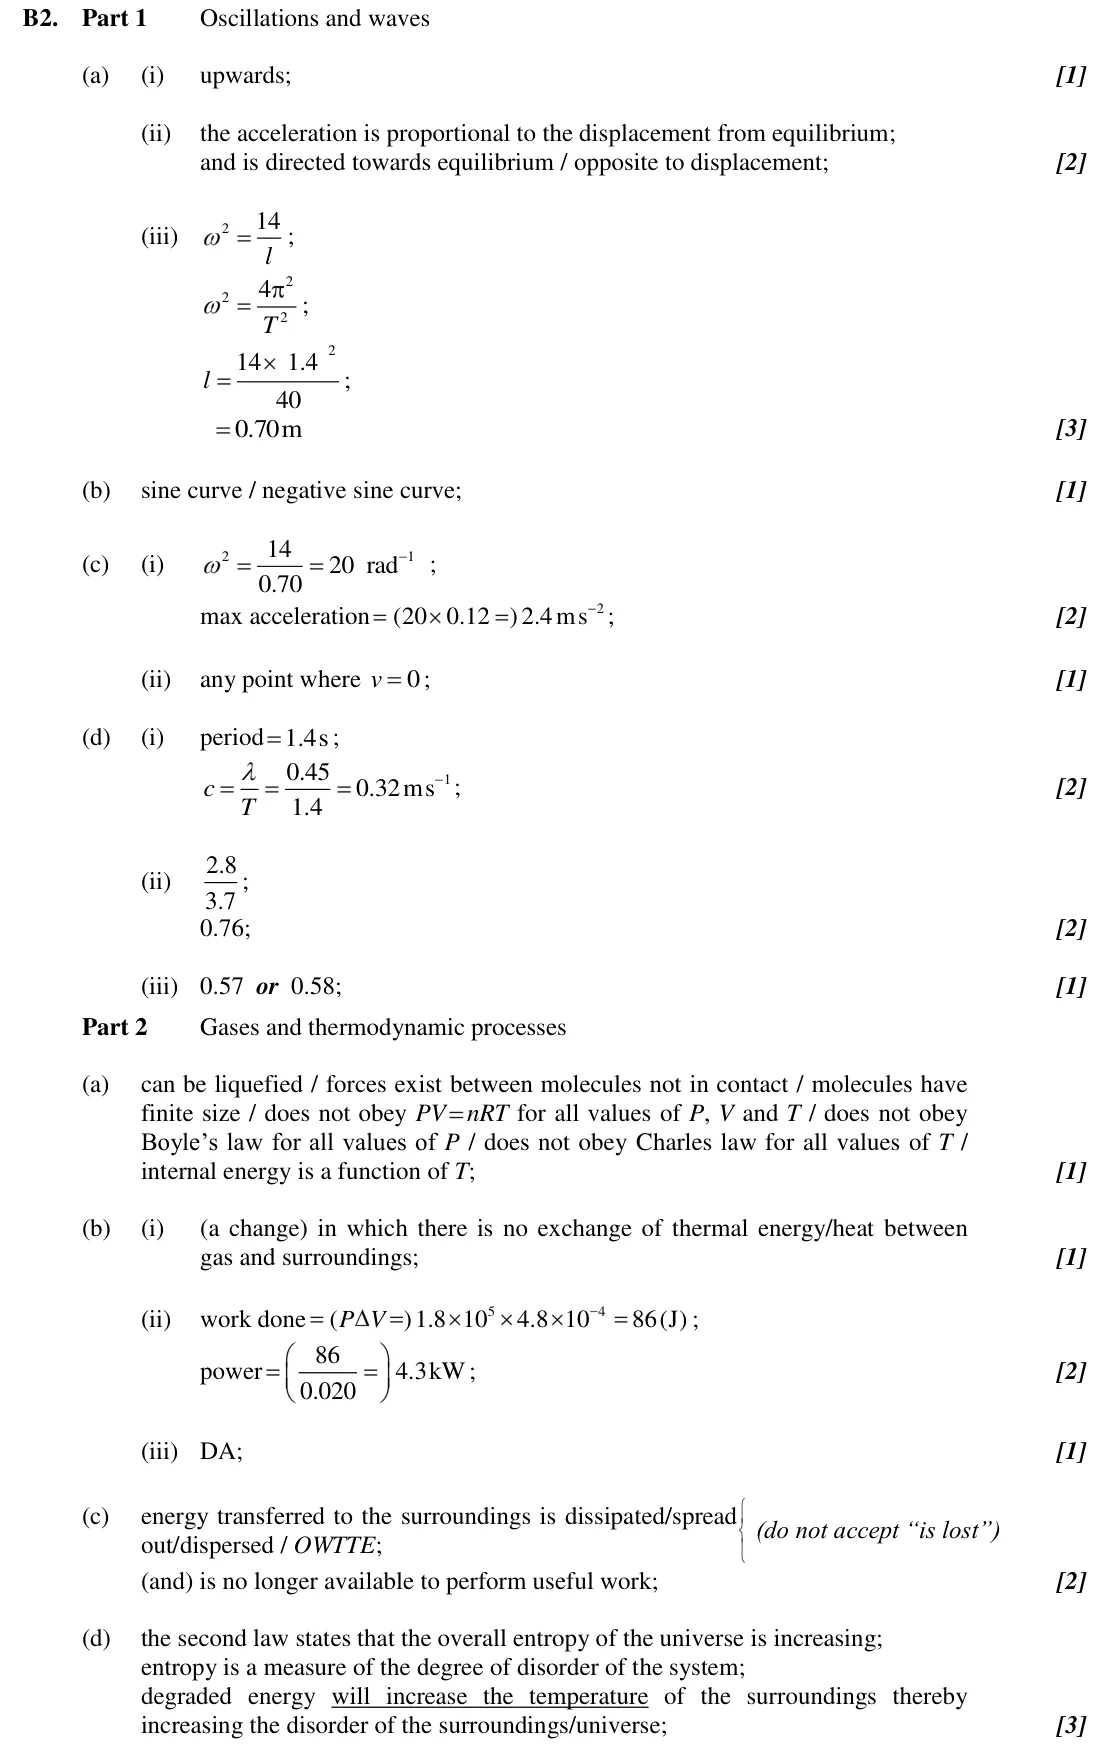 B2. Part 1 Oscillations and waves
(a) (i) upwards; [1]
(ii) the acceleration is proportional to the displacement from equilibrium;
and is directed towards equilibrium / opposite to displacement; [2]
(iii) ω² = 14/l ;
ω² = 4π²/T² ;
l = 14× 1.4 ²/40 ;
= 0.70 m [3]
(b) sine curve / negative sine curve; [1]
(c) (i) ω² = 14/0.70 = 20 rad⁻¹ ;
max acceleration = (20×0.12 =) 2.4 m s⁻² ; [2]
(ii) any point where v = 0 ; [1]
(d) (i) period = 1.4 s ;
c = λ/T = 0.45/1.4 = 0.32 m s⁻¹ ; [2]
(ii) 2.8/3.7 ;
0.76; [2]
(iii) 0.57 or 0.58; [1]
Part 2 Gases and thermodynamic processes
(a) can be liquefied / forces exist between molecules not in contact / molecules have
finite size / does not obey PV=nRT for all values of P, V and T / does not obey
Boyle’s law for all values of P / does not obey Charles law for all values of T /
internal energy is a function of T; [1]
(b) (i) (a change) in which there is no exchange of thermal energy/heat between
gas and surroundings; [1]
(ii) work done = (PΔV =) 1.8×10⁵ ×4.8×10⁻⁴ = 86 (J) ;
power = (86/0.020 =) 4.3 kW ; [2]
(iii) DA; [1]
(c) energy transferred to the surroundings is dissipated/spread { (do not accept “is lost”)
out/dispersed / OWTTE;
(and) is no longer available to perform useful work; [2]
(d) the second law states that the overall entropy of the universe is increasing;
entropy is a measure of the degree of disorder of the system;
degraded energy will increase the temperature of the surroundings thereby
increasing the disorder of the surroundings/universe; [3]